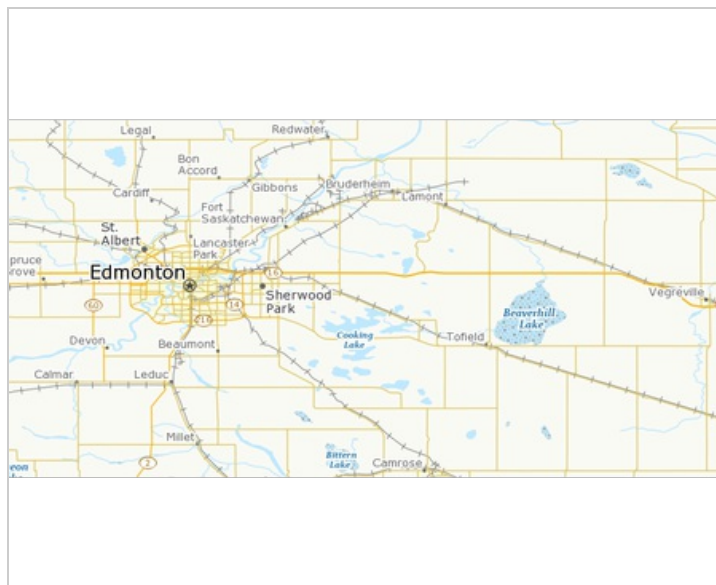 Legal
Redwater
Bon
Accord
Gibbons
Bruderheim
Cardiff
Lamont
Fort
Saskatchewan
St.
Albert
Lancaster
Park
pruce
rove
Edmonton
16
Sherwood
Park
Vegreville
60
14
216
Beaverhill
Lake
Cooking
Lake
Tofield
Devon
Beaumont
Calmar
Leduc
Millet
2
Bittern
Lake
Camrose
eon